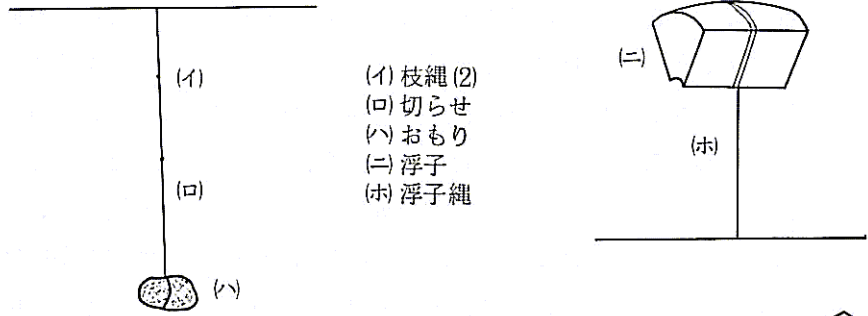 (イ)
(ロ)
(ハ)
(イ) 枝縄(2)
(ロ) 切らせ
(ハ) おもり
(ニ) 浮子
(ホ) 浮子縄
(ニ)
(ホ)